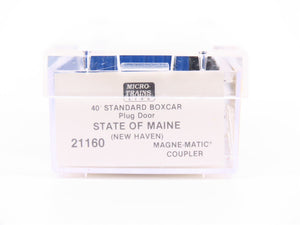 MICRO-
TRAINS
LINE
40' STANDARD BOXCAR
Plug Door
STATE OF MAINE
(NEW HAVEN)
21160 MAGNE-MATIC®
COUPLER